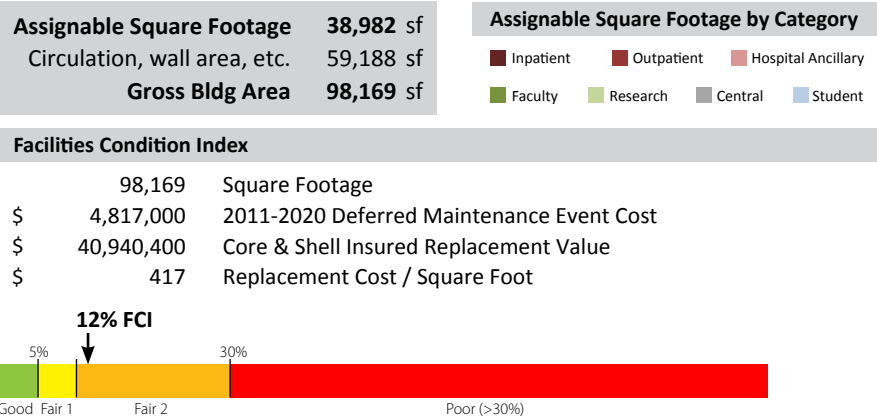 Assignable Square Footage 38,982 sf
Circulation, wall area, etc. 59,188 sf
Gross Bldg Area 98,169 sf
Assignable Square Footage by Category
Inpatient Outpatient Hospital Ancillary
Faculty Research Central Student
Facilities Condition Index
98,169 Square Footage
$ 4,817,000 2011-2020 Deferred Maintenance Event Cost
$ 40,940,400 Core & Shell Insured Replacement Value
$ 417 Replacement Cost / Square Foot
12% FCI
5% 30%
Good Fair 1 Fair 2 Poor (>30%)